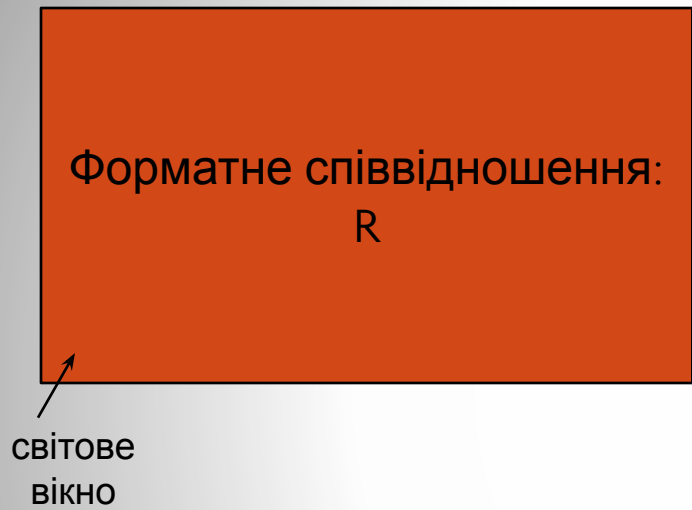 Форматне співвідношення:
R
світове
вікно